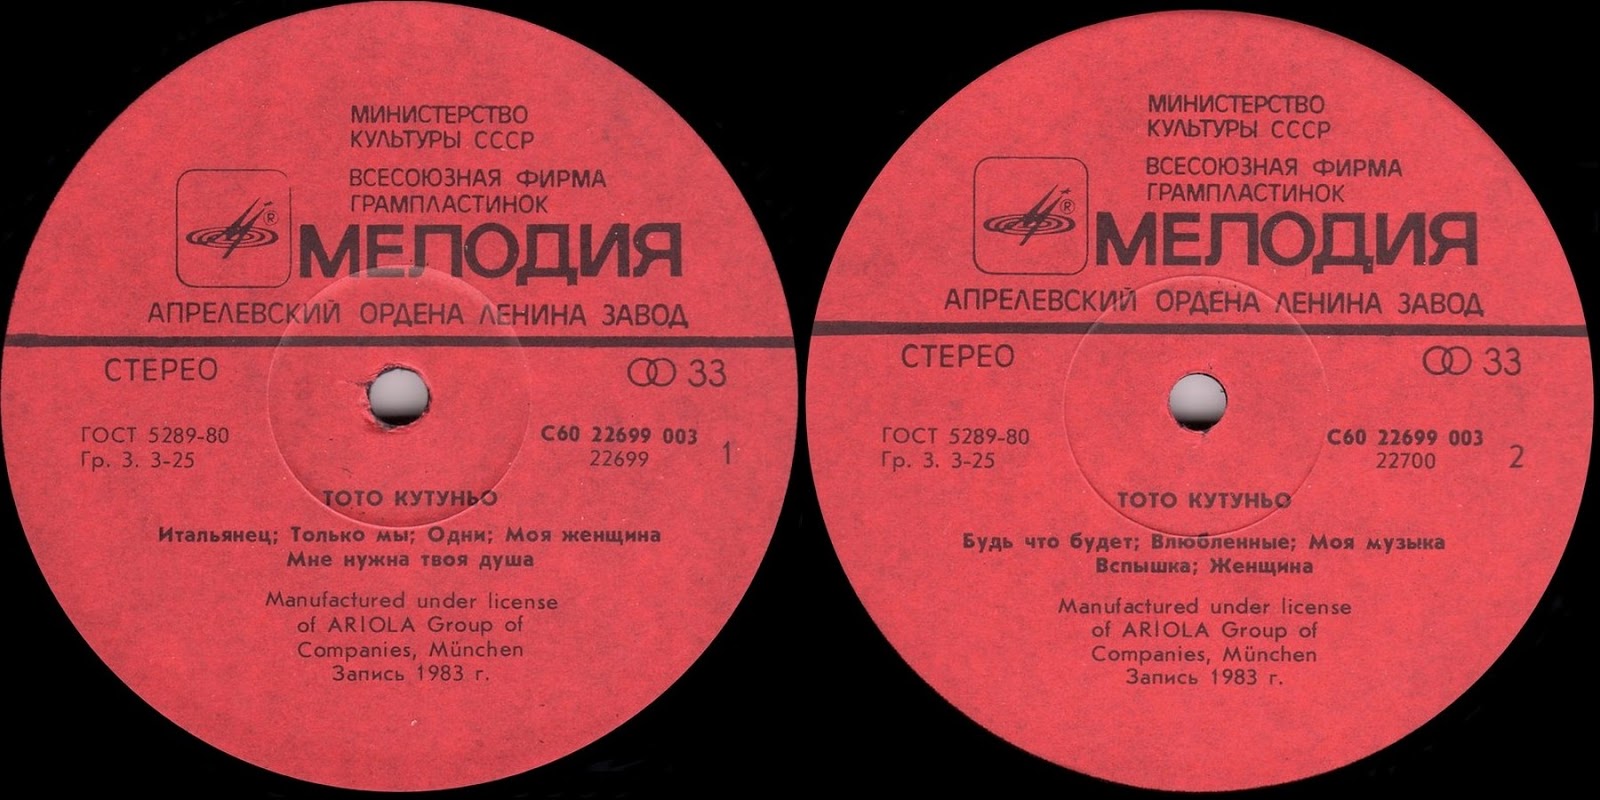 МИНИСТЕРСТВО
КУЛЬТУРЫ СССР
ВСЕСОЮЗНАЯ ФИРМА
ГРАМПЛАСТИНОК
®
МЕЛОДИЯ
АПРЕЛЕВСКИЙ ОРДЕНА ЛЕНИНА ЗАВОД
СТЕРЕО 33
ГОСТ 5289-80 С60 22699 003
Гр. 3. 3-25 22699 1
ТОТО КУТУНЬО
Итальянец; Только мы; Одни; Моя женщина
Мне нужна твоя душа
Manufactured under license
of ARIOLA Group of
Companies, München
Запись 1983 г.
МИНИСТЕРСТВО
КУЛЬТУРЫ СССР
ВСЕСОЮЗНАЯ ФИРМА
ГРАМПЛАСТИНОК
®
МЕЛОДИЯ
АПРЕЛЕВСКИЙ ОРДЕНА ЛЕНИНА ЗАВОД
СТЕРЕО 33
ГОСТ 5289-80 С60 22699 003
Гр. 3. 3-25 22700 2
ТОТО КУТУНЬО
Будь что будет; Влюбленные; Моя музыка
Вспышка; Женщина
Manufactured under license
of ARIOLA Group of
Companies, München
Запись 1983 г.